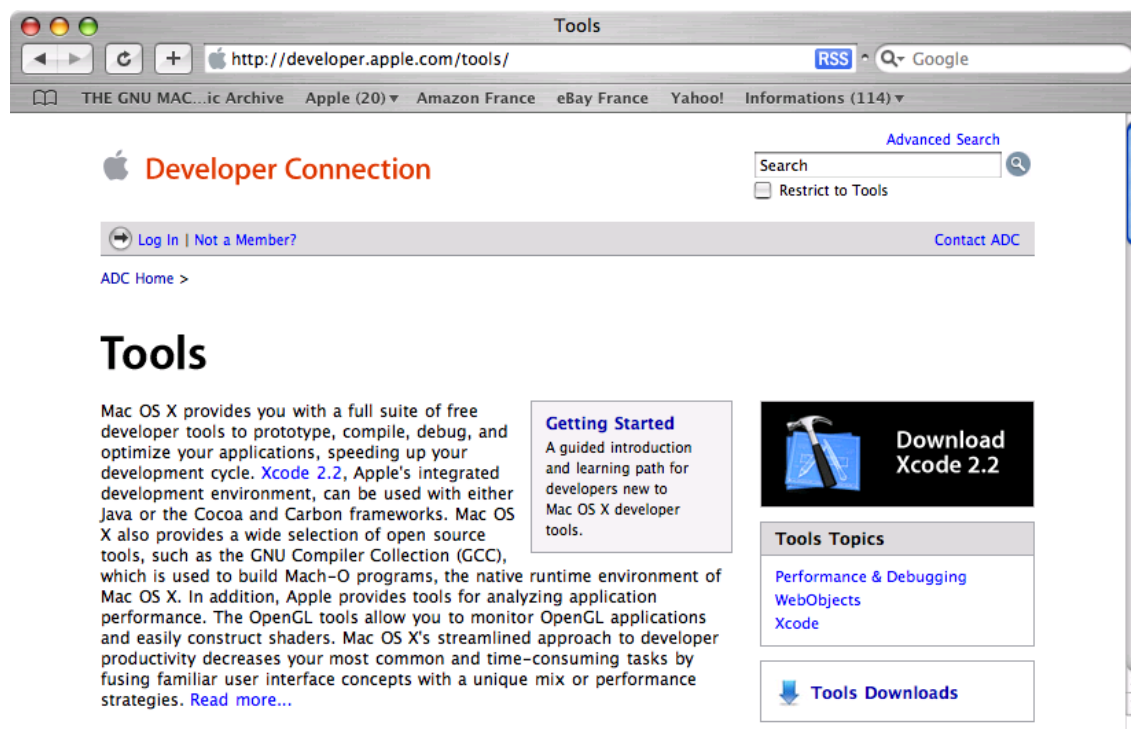 Tools
http://developer.apple.com/tools/
RSS
Google
THE GNU MAC...ic Archive Apple (20) Amazon France eBay France Yahoo! Informations (114)
Advanced Search
Developer Connection
Search
Restrict to Tools
Log In | Not a Member?
Contact ADC
ADC Home >
Tools
Mac OS X provides you with a full suite of free
developer tools to prototype, compile, debug, and
optimize your applications, speeding up your
development cycle. Xcode 2.2, Apple's integrated
development environment, can be used with either
Java or the Cocoa and Carbon frameworks. Mac OS
X also provides a wide selection of open source
tools, such as the GNU Compiler Collection (GCC),
which is used to build Mach-O programs, the native runtime environment of
Mac OS X. In addition, Apple provides tools for analyzing application
performance. The OpenGL tools allow you to monitor OpenGL applications
and easily construct shaders. Mac OS X's streamlined approach to developer
productivity decreases your most common and time-consuming tasks by
fusing familiar user interface concepts with a unique mix or performance
strategies. Read more...
Getting Started
A guided introduction
and learning path for
developers new to
Mac OS X developer
tools.
Download
Xcode 2.2
Tools Topics
Performance & Debugging
WebObjects
Xcode
Tools Downloads